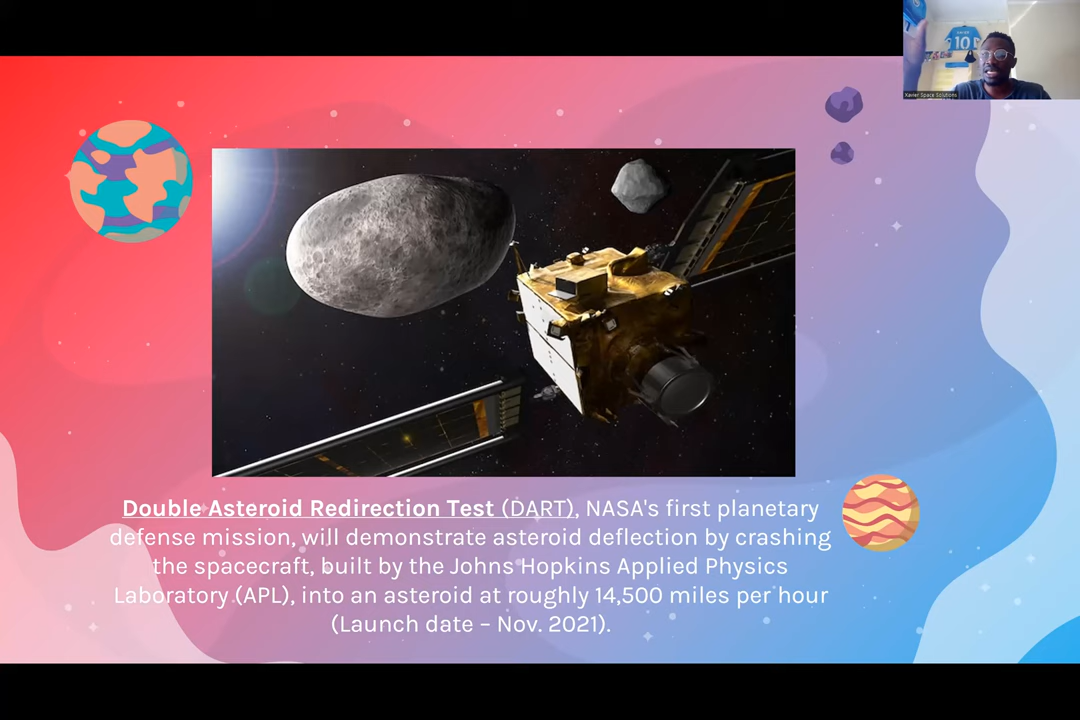 10
Xavier Space Solutions
Double Asteroid Redirection Test (DART), NASA's first planetary
defense mission, will demonstrate asteroid deflection by crashing
the spacecraft, built by the Johns Hopkins Applied Physics
Laboratory (APL), into an asteroid at roughly 14,500 miles per hour
(Launch date – Nov. 2021).